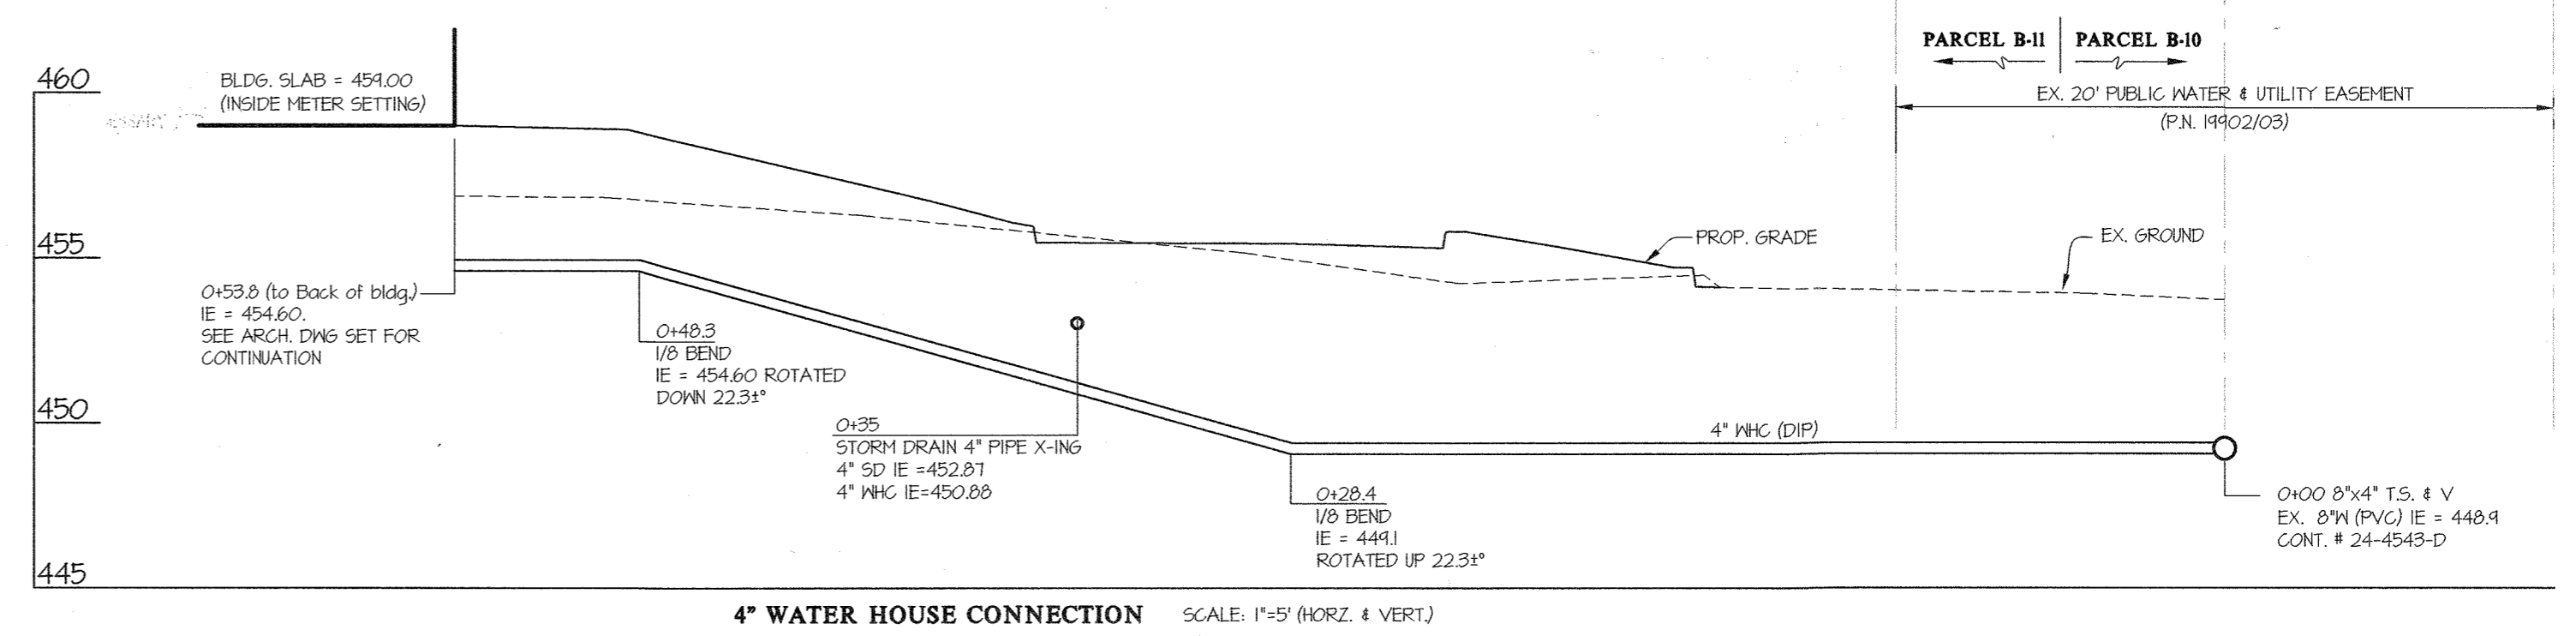 PARCEL B-11
PARCEL B-10
EX. 20' PUBLIC WATER & UTILITY EASEMENT
(P.N. 19902/03)
460
455
450
445
BLDG. SLAB = 459.00
(INSIDE METER SETTING)
0+53.8 (to Back of bldg.)
IE = 454.60.
SEE ARCH. DWG SET FOR
CONTINUATION
0+48.3
1/8 BEND
IE = 454.60 ROTATED
DOWN 22.3±°
0+35
STORM DRAIN 4" PIPE X-ING
4" SD IE =452.87
4" WHC IE=450.88
0+28.4
1/8 BEND
IE = 449.1
ROTATED UP 22.3±°
PROP. GRADE
EX. GROUND
4" WHC (DIP)
0+00 8"x4" T.S. & V
EX. 8"W (PVC) IE = 448.9
CONT. # 24-4543-D
4" WATER HOUSE CONNECTION SCALE: 1"=5' (HORZ. & VERT.)